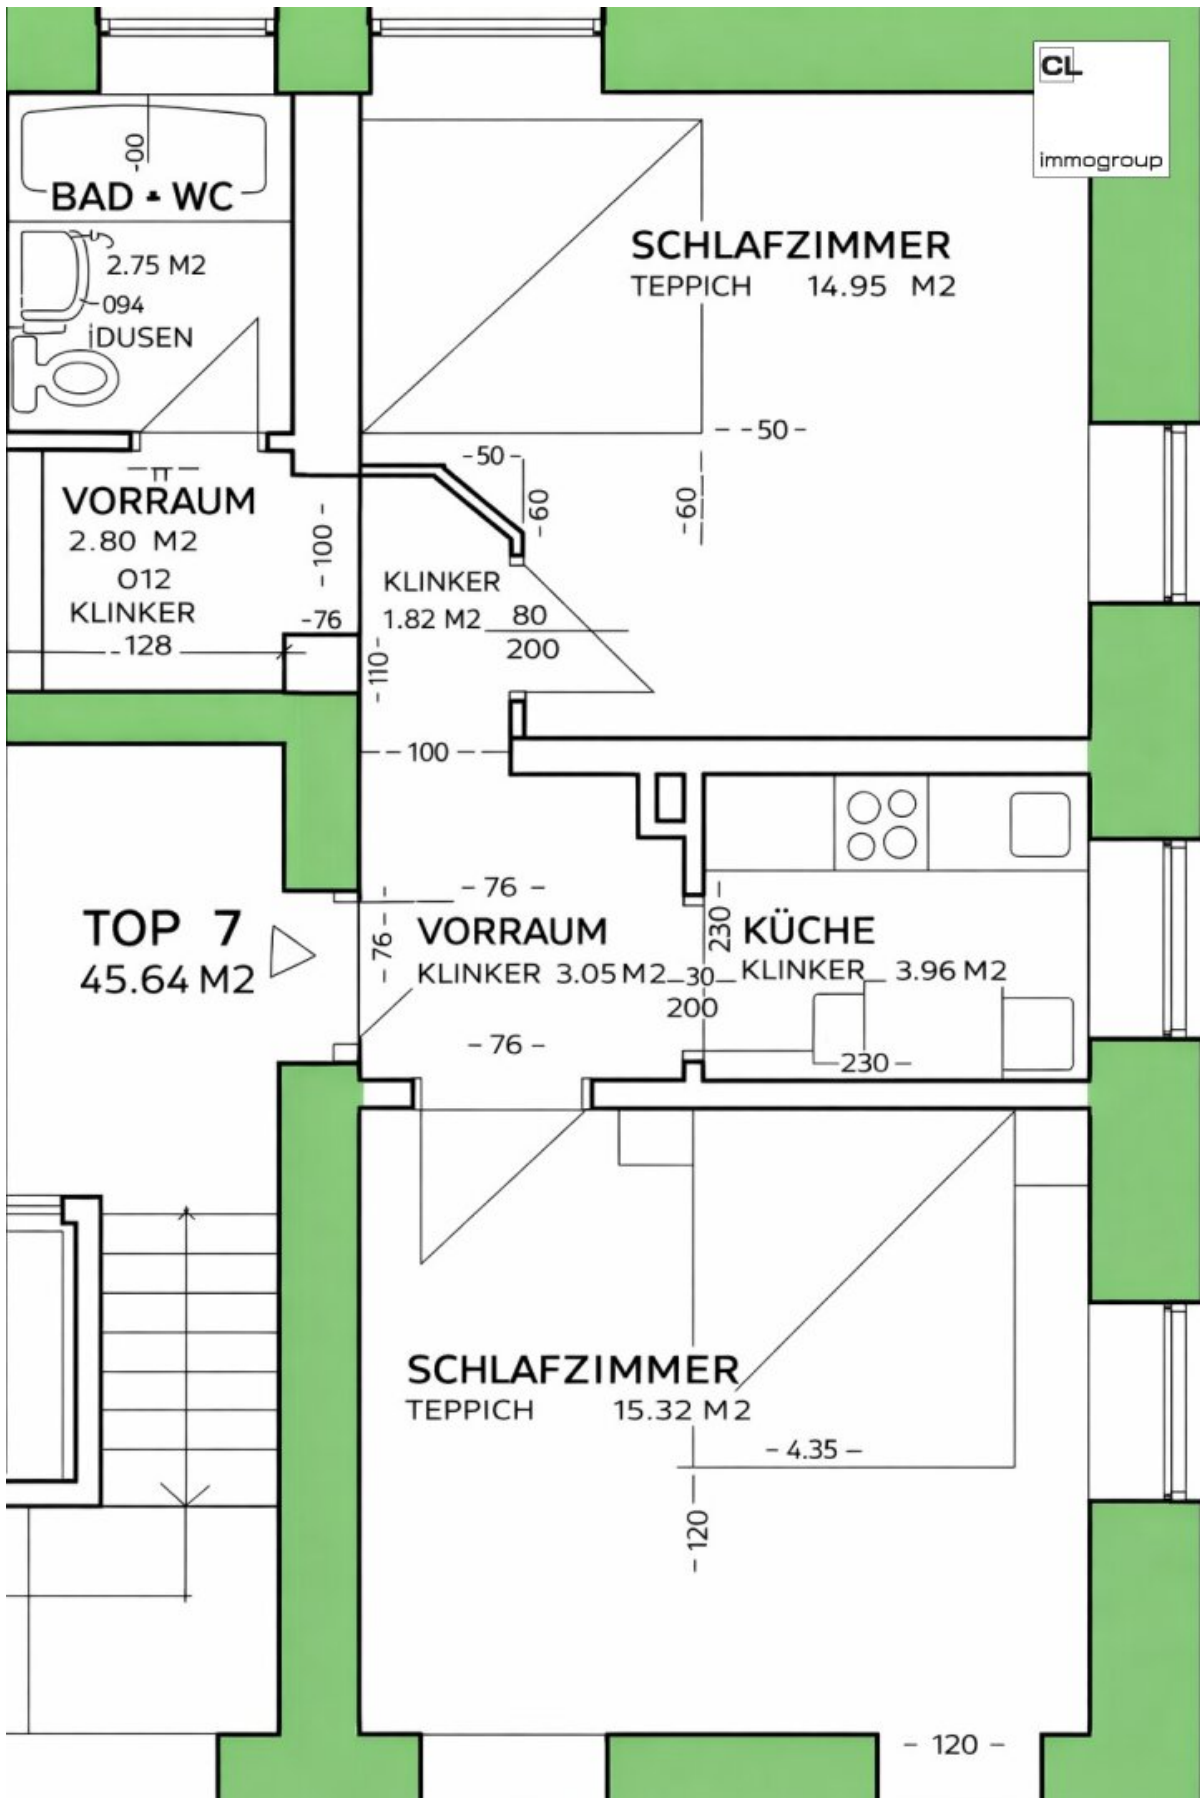 CL
immogroup
-00
BAD - WC
2.75 M2
094
iDUSEN
SCHLAFZIMMER
TEPPICH 14.95 M2
- -50-
-50-
-60
-60
VORRAUM
2.80 M2
O12
KLINKER
-128
-100-
-76
KLINKER
1.82 M2
80
200
-110-
--100--
TOP 7
45.64 M2
-76-
-76-
VORRAUM
KLINKER 3.05 M2
-76-
30
200
230-
KÜCHE
KLINKER 3.96 M2
230-
SCHLAFZIMMER
TEPPICH 15.32 M2
- 4.35 -
-120-
- 120 -